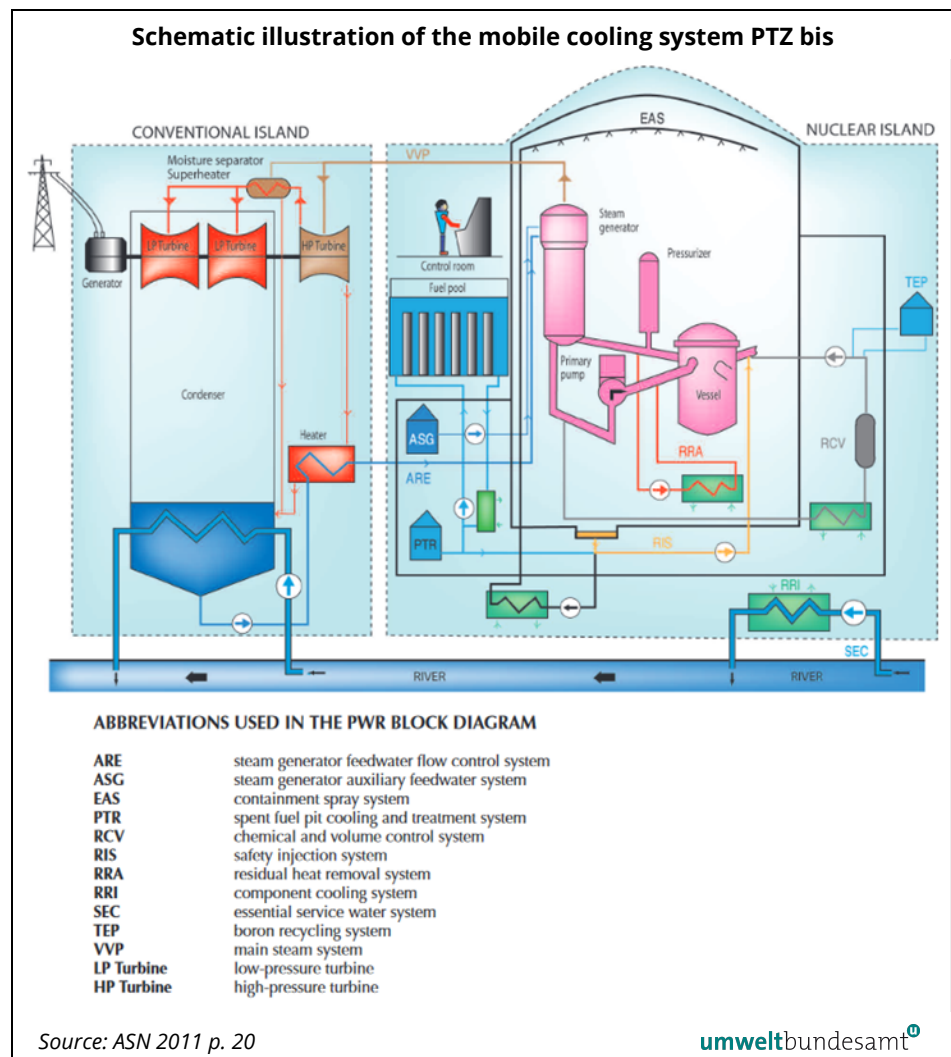 Schematic illustration of the mobile cooling system PTZ bis
CONVENTIONAL ISLAND
NUCLEAR ISLAND
EAS
VVP
Moisture separator
Superheater
LP Turbine
LP Turbine
HP Turbine
Generator
Control room
Fuel pool
Steam
generator
Pressurizer
TEP
Condenser
Primary
pump
Vessel
Heater
ASG
ARE
RRA
RCV
PTR
RIS
RRI
SEC
RIVER
RIVER
ABBREVIATIONS USED IN THE PWR BLOCK DIAGRAM
ARE steam generator feedwater flow control system
ASG steam generator auxiliary feedwater system
EAS containment spray system
PTR spent fuel pit cooling and treatment system
RCV chemical and volume control system
RIS safety injection system
RRA residual heat removal system
RRI component cooling system
SEC essential service water system
TEP boron recycling system
VVP main steam system
LP Turbine low-pressure turbine
HP Turbine high-pressure turbine
Source: ASN 2011 p. 20
umweltbundesamt u